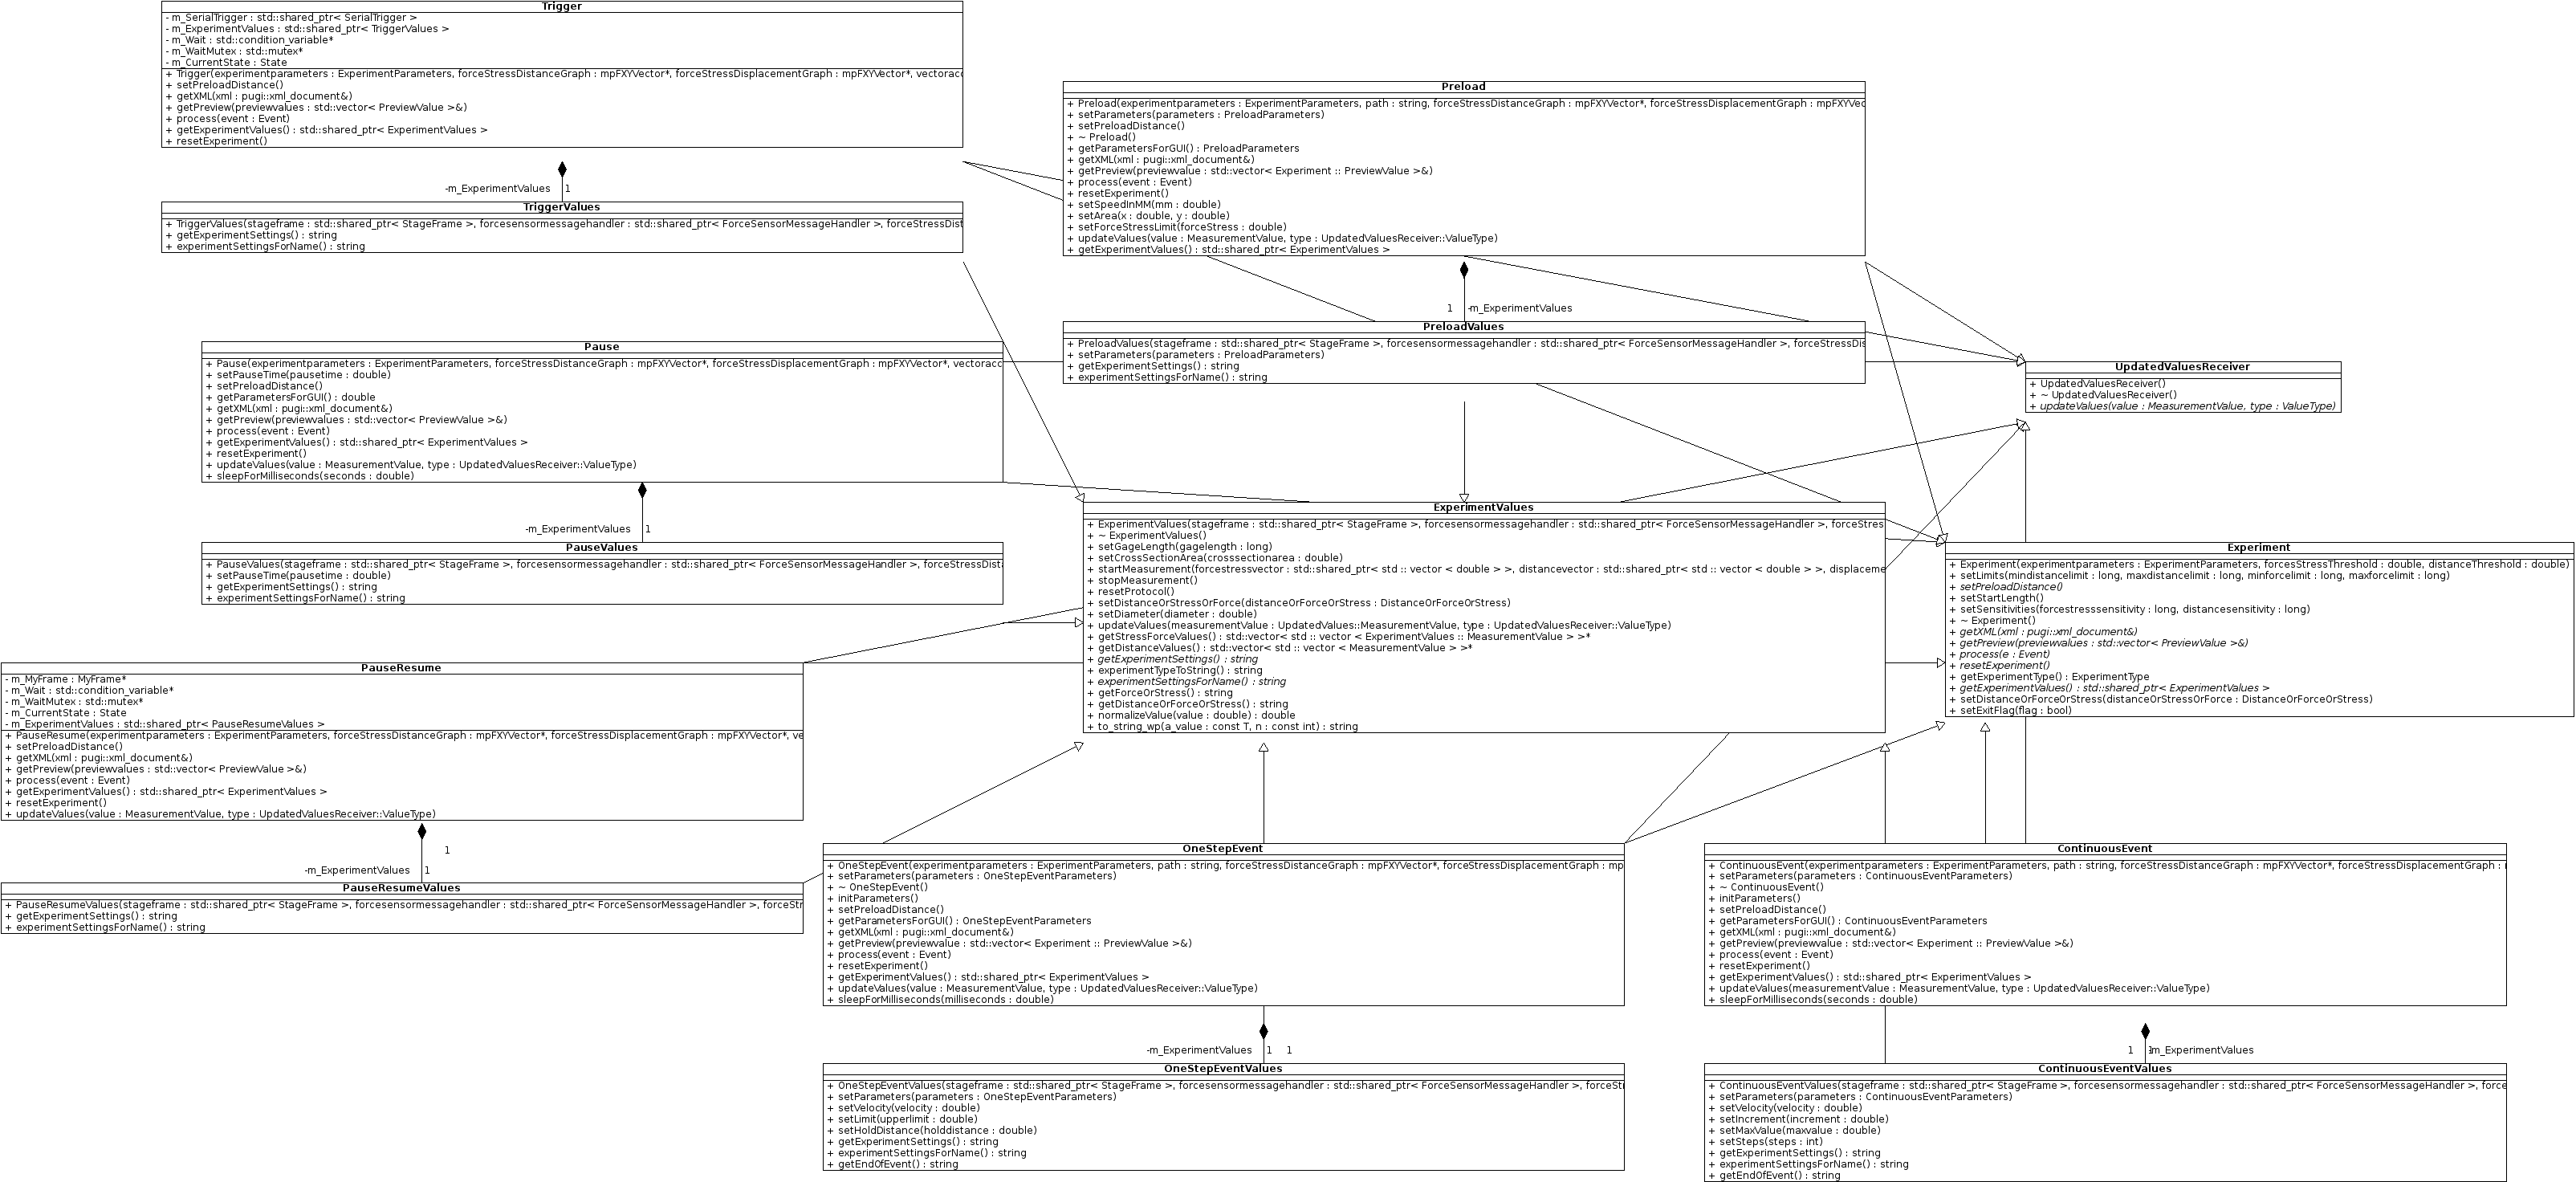 Trigger
- m_SerialTrigger : std::shared_ptr< SerialTrigger >
- m_ExperimentValues : std::shared_ptr< TriggerValues >
- m_Wait : std::condition_variable*
- m_WaitMutex : std::mutex*
- m_CurrentState : State
+ Trigger(experimentparameters : ExperimentParameters, forceStressDistanceGraph : mpFXYVector*, forceStressDisplacementGraph : mpFXYVector*, vectoracc
+ setPreloadDistance()
+ getXML(xml : pugi::xml_document&)
+ getPreview(previewvalues : std::vector< PreviewValue >&)
+ process(event : Event)
+ getExperimentValues() : std::shared_ptr< ExperimentValues >
+ resetExperiment()
-m_ExperimentValues
1
TriggerValues
+ TriggerValues(stageframe : std::shared_ptr< StageFrame >, forcesensormessagehandler : std::shared_ptr< ForceSensorMessageHandler >, forceStressDist
+ getExperimentSettings() : string
+ experimentSettingsForName() : string
Preload
+ Preload(experimentparameters : ExperimentParameters, path : string, forceStressDistanceGraph : mpFXYVector*, forceStressDisplacementGraph : mpFXYVec
+ setParameters(parameters : PreloadParameters)
+ setPreloadDistance()
+ ~ Preload()
+ getParametersForGUI() : PreloadParameters
+ getXML(xml : pugi::xml_document&)
+ getPreview(previewvalue : std::vector< Experiment :: PreviewValue >&)
+ process(event : Event)
+ resetExperiment()
+ setSpeedInMM(mm : double)
+ setArea(x : double, y : double)
+ setForceStressLimit(forceStress : double)
+ updateValues(value : MeasurementValue, type : UpdatedValuesReceiver::ValueType)
+ getExperimentValues() : std::shared_ptr< ExperimentValues >
1
-m_ExperimentValues
PreloadValues
+ PreloadValues(stageframe : std::shared_ptr< StageFrame >, forcesensormessagehandler : std::shared_ptr< ForceSensorMessageHandler >, forceStressDis
+ setParameters(parameters : PreloadParameters)
+ getExperimentSettings() : string
+ experimentSettingsForName() : string
Pause
+ Pause(experimentparameters : ExperimentParameters, forceStressDistanceGraph : mpFXYVector*, forceStressDisplacementGraph : mpFXYVector*, vectoracc
+ setPauseTime(pausetime : double)
+ setPreloadDistance()
+ getParametersForGUI() : double
+ getXML(xml : pugi::xml_document&)
+ getPreview(previewvalues : std::vector< PreviewValue >&)
+ process(event : Event)
+ getExperimentValues() : std::shared_ptr< ExperimentValues >
+ resetExperiment()
+ updateValues(value : MeasurementValue, type : UpdatedValuesReceiver::ValueType)
+ sleepForMilliseconds(seconds : double)
-m_ExperimentValues
1
PauseValues
+ PauseValues(stageframe : std::shared_ptr< StageFrame >, forcesensormessagehandler : std::shared_ptr< ForceSensorMessageHandler >, forceStressDista
+ setPauseTime(pausetime : double)
+ getExperimentSettings() : string
+ experimentSettingsForName() : string
UpdatedValuesReceiver
+ UpdatedValuesReceiver()
+ ~ UpdatedValuesReceiver()
+ updateValues(value : MeasurementValue, type : ValueType)
ExperimentValues
+ ExperimentValues(stageframe : std::shared_ptr< StageFrame >, forcesensormessagehandler : std::shared_ptr< ForceSensorMessageHandler >, forceStres
+ ~ ExperimentValues()
+ setGageLength(gagelength : long)
+ setCrossSectionArea(crosssectionarea : double)
+ startMeasurement(forcestressvector : std::shared_ptr< std :: vector < double > >, distancevector : std::shared_ptr< std :: vector < double > >, displaceme
+ stopMeasurement()
+ resetProtocol()
+ setDistanceOrStressOrForce(distanceOrForceOrStress : DistanceOrForceOrStress)
+ setDiameter(diameter : double)
+ updateValues(measurementValue : UpdatedValues::MeasurementValue, type : UpdatedValuesReceiver::ValueType)
+ getStressForceValues() : std::vector< std :: vector < ExperimentValues :: MeasurementValue > >*
+ getDistanceValues() : std::vector< std :: vector < MeasurementValue > >*
+ getExperimentSettings() : string
+ experimentTypeToString() : string
+ experimentSettingsForName() : string
+ getForceOrStress() : string
+ getDistanceOrForceOrStress() : string
+ normalizeValue(value : double) : double
+ to_string_wp(a_value : const T, n : const int) : string
Experiment
+ Experiment(experimentparameters : ExperimentParameters, forcesStressThreshold : double, distanceThreshold : double)
+ setLimits(mindistancelimit : long, maxdistancelimit : long, minforcelimit : long, maxforcelimit : long)
+ setPreloadDistance()
+ setStartLength()
+ setSensitivities(forcestresssensitivity : long, distancesensitivity : long)
+ ~ Experiment()
+ getXML(xml : pugi::xml_document&)
+ getPreview(previewvalues : std::vector< PreviewValue >&)
+ process(e : Event)
+ resetExperiment()
+ getExperimentType() : ExperimentType
+ getExperimentValues() : std::shared_ptr< ExperimentValues >
+ setDistanceOrForceOrStress(distanceOrStressOrForce : DistanceOrForceOrStress)
+ setExitFlag(flag : bool)
PauseResume
- m_MyFrame : MyFrame*
- m_Wait : std::condition_variable*
- m_WaitMutex : std::mutex*
- m_CurrentState : State
- m_ExperimentValues : std::shared_ptr< PauseResumeValues >
+ PauseResume(experimentparameters : ExperimentParameters, forceStressDistanceGraph : mpFXYVector*, forceStressDisplacementGraph : mpFXYVector*, ve
+ setPreloadDistance()
+ getXML(xml : pugi::xml_document&)
+ getPreview(previewvalues : std::vector< PreviewValue >&)
+ process(event : Event)
+ getExperimentValues() : std::shared_ptr< ExperimentValues >
+ resetExperiment()
+ updateValues(value : MeasurementValue, type : UpdatedValuesReceiver::ValueType)
1
-m_ExperimentValues
1
PauseResumeValues
+ PauseResumeValues(stageframe : std::shared_ptr< StageFrame >, forcesensormessagehandler : std::shared_ptr< ForceSensorMessageHandler >, forceStr
+ getExperimentSettings() : string
+ experimentSettingsForName() : string
OneStepEvent
+ OneStepEvent(experimentparameters : ExperimentParameters, path : string, forceStressDistanceGraph : mpFXYVector*, forceStressDisplacementGraph : mp
+ setParameters(parameters : OneStepEventParameters)
+ ~ OneStepEvent()
+ initParameters()
+ setPreloadDistance()
+ getParametersForGUI() : OneStepEventParameters
+ getXML(xml : pugi::xml_document&)
+ getPreview(previewvalue : std::vector< Experiment :: PreviewValue >&)
+ process(event : Event)
+ resetExperiment()
+ getExperimentValues() : std::shared_ptr< ExperimentValues >
+ updateValues(value : MeasurementValue, type : UpdatedValuesReceiver::ValueType)
+ sleepForMilliseconds(milliseconds : double)
-m_ExperimentValues
1
1
OneStepEventValues
+ OneStepEventValues(stageframe : std::shared_ptr< StageFrame >, forcesensormessagehandler : std::shared_ptr< ForceSensorMessageHandler >, forceStr
+ setParameters(parameters : OneStepEventParameters)
+ setVelocity(velocity : double)
+ setLimit(upperlimit : double)
+ setHoldDistance(holddistance : double)
+ getExperimentSettings() : string
+ experimentSettingsForName() : string
+ getEndOfEvent() : string
ContinuousEvent
+ ContinuousEvent(experimentparameters : ExperimentParameters, path : string, forceStressDistanceGraph : mpFXYVector*, forceStressDisplacementGraph :
+ setParameters(parameters : ContinuousEventParameters)
+ ~ ContinuousEvent()
+ initParameters()
+ setPreloadDistance()
+ getParametersForGUI() : ContinuousEventParameters
+ getXML(xml : pugi::xml_document&)
+ getPreview(previewvalue : std::vector< Experiment :: PreviewValue >&)
+ process(event : Event)
+ resetExperiment()
+ getExperimentValues() : std::shared_ptr< ExperimentValues >
+ updateValues(measurementValue : MeasurementValue, type : UpdatedValuesReceiver::ValueType)
+ sleepForMilliseconds(seconds : double)
1
1
-m_ExperimentValues
ContinuousEventValues
+ ContinuousEventValues(stageframe : std::shared_ptr< StageFrame >, forcesensormessagehandler : std::shared_ptr< ForceSensorMessageHandler >, force
+ setParameters(parameters : ContinuousEventParameters)
+ setVelocity(velocity : double)
+ setIncrement(increment : double)
+ setMaxValue(maxvalue : double)
+ setSteps(steps : int)
+ getExperimentSettings() : string
+ experimentSettingsForName() : string
+ getEndOfEvent() : string